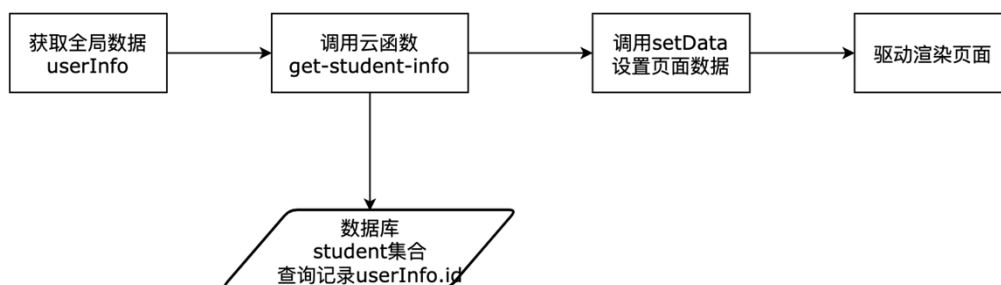 获取全局数据
userInfo
调用云函数
get-student-info
调用setData
设置页面数据
驱动渲染页面
数据库
student集合
查询记录userInfo.id